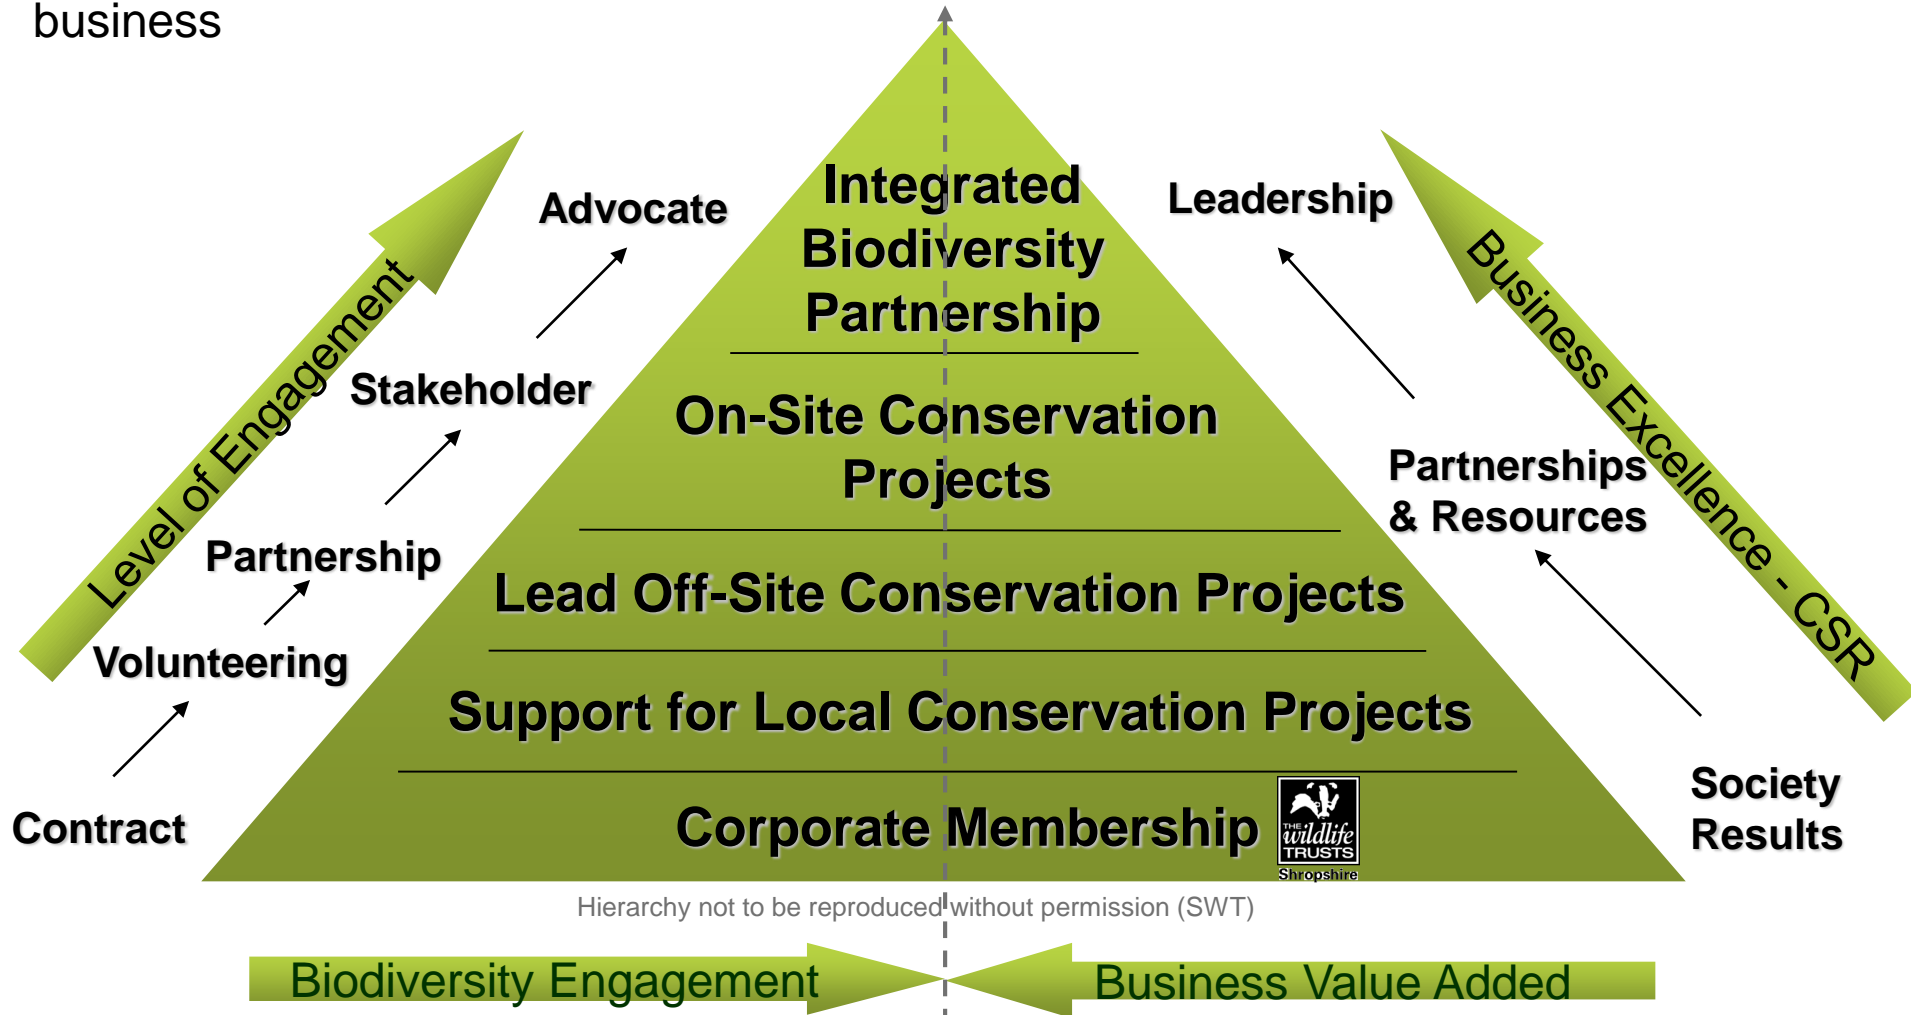 business
Integrated
Biodiversity
Partnership
Advocate
Leadership
Level of Engagement
Business Excellence - CSR
Stakeholder
On-Site Conservation
Projects
Partnerships
& Resources
Partnership
Lead Off-Site Conservation Projects
Volunteering
Support for Local Conservation Projects
Society
Results
Contract
Corporate Membership
THE
wildlife
TRUSTS
Shropshire
Hierarchy not to be reproduced without permission (SWT)
Biodiversity Engagement
Business Value Added